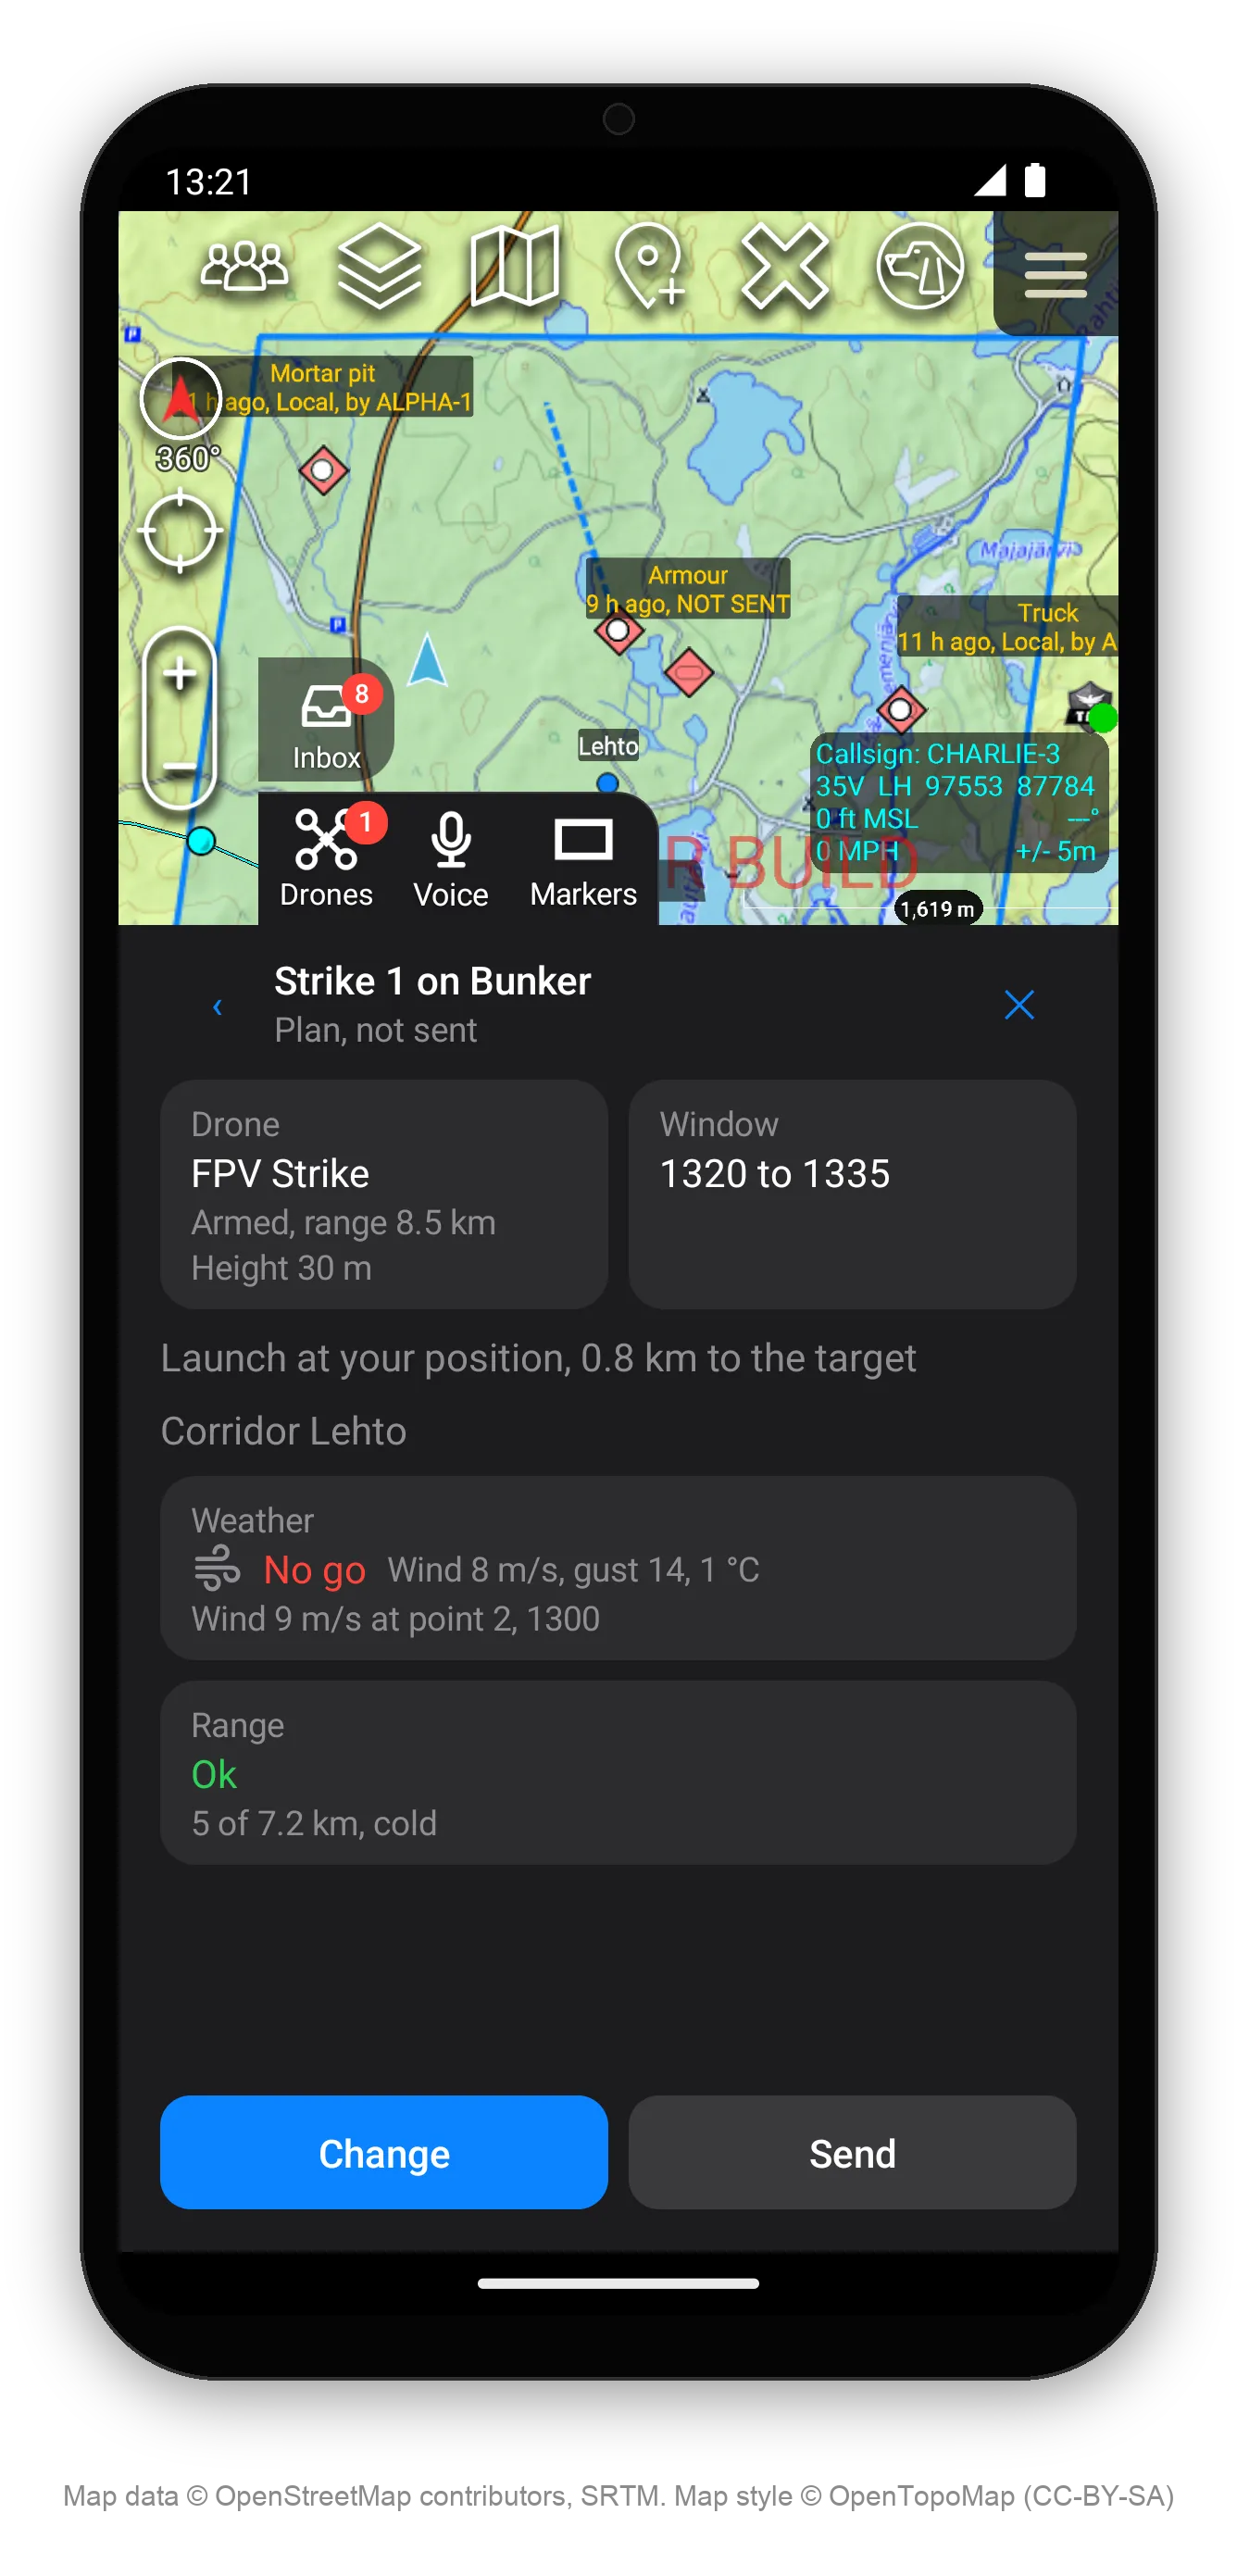 13:21
Mortar pit
1 h ago, Local, by ALPHA-1
360°
Armour
9 h ago, NOT SENT
Majajärvi
Truck
11 h ago, Local, by A
8
Inbox
Lehto
Callsign: CHARLIE-3
35V LH 97553 87784
0 ft MSL ---°
0 MPH +/- 5m
1
Drones
Voice
Markers
R BUILD
1,619 m
Strike 1 on Bunker
Plan, not sent
Drone
FPV Strike
Armed, range 8.5 km
Height 30 m
Window
1320 to 1335
Launch at your position, 0.8 km to the target
Corridor Lehto
Weather
No go Wind 8 m/s, gust 14, 1 °C
Wind 9 m/s at point 2, 1300
Range
Ok
5 of 7.2 km, cold
Change
Send
Map data © OpenStreetMap contributors, SRTM. Map style © OpenTopoMap (CC-BY-SA)